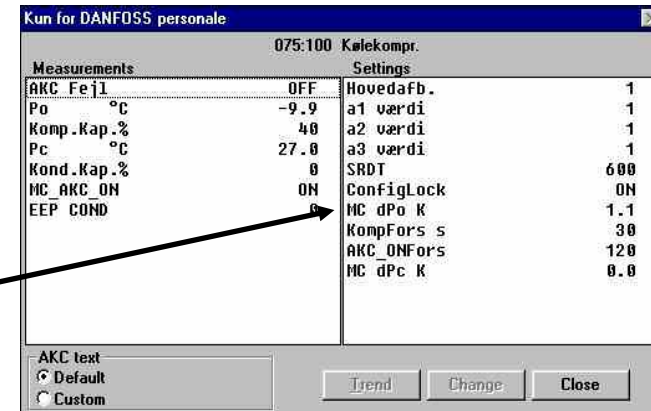 Kun for DANFOSS personale
075:100 Kølekompr.
Measurements
AKC Fejl OFF
Po °C -9.9
Komp.Kap.% 40
Pc °C 27.0
Kond.Kap.% 0
MC_AKC_ON ON
EEP COND 0
Settings
Hovedafb. 1
a1 værdi 1
a2 værdi 1
a3 værdi 1
SRDT 600
ConfigLock ON
MC dPo K 1.1
KompFors s 30
AKC_ONFors 120
MC dPc K 0.0
AKC text
Default
Custom
Trend Change Close